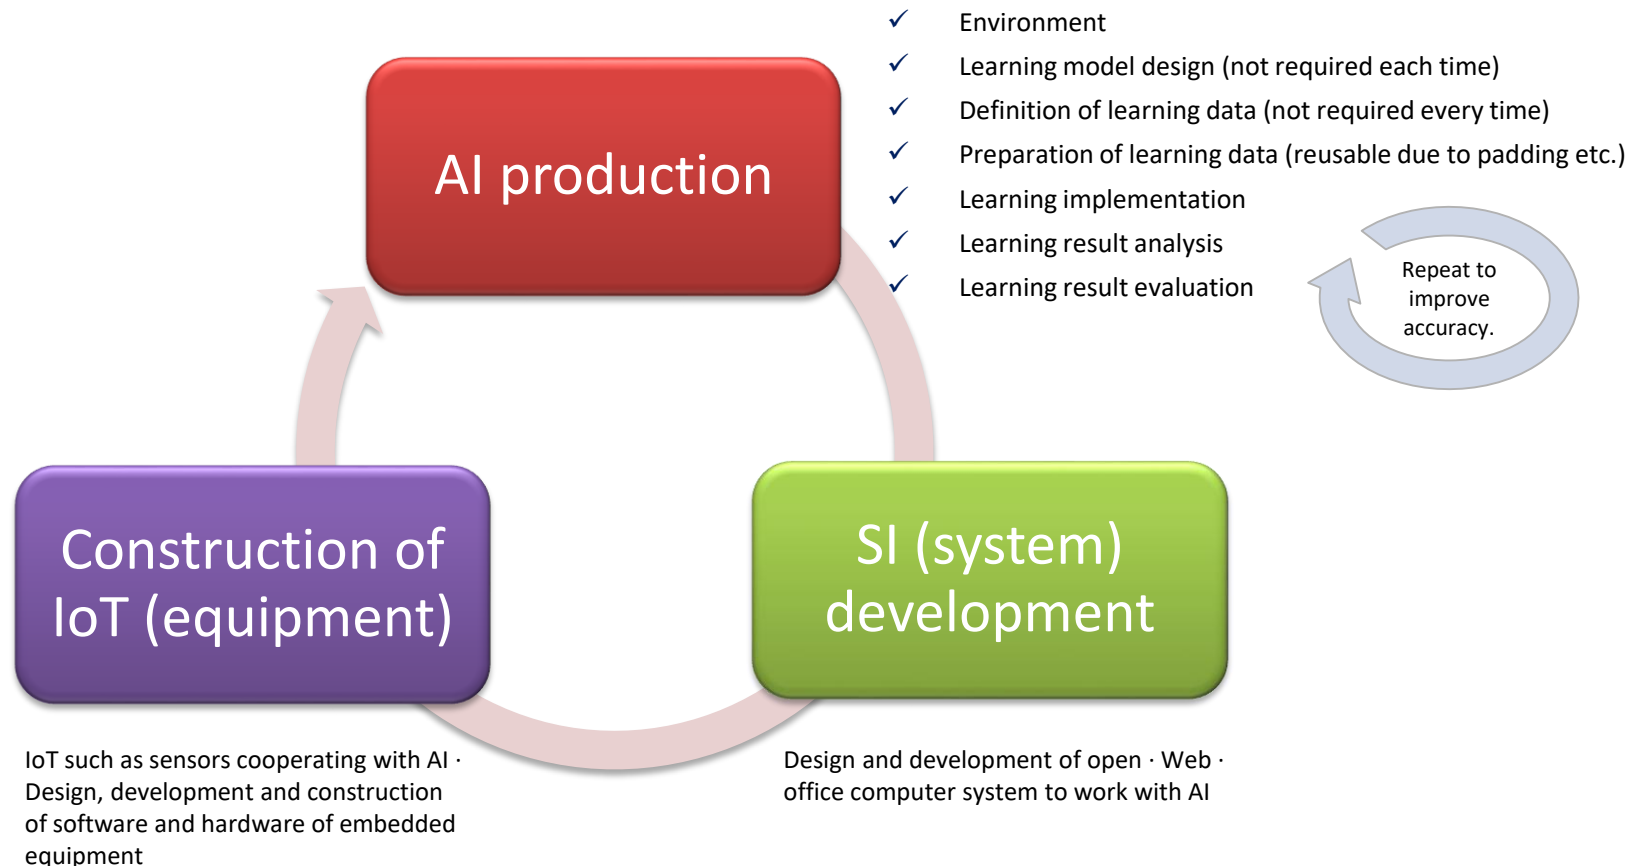 ✓ Environment
✓ Learning model design (not required each time)
✓ Definition of learning data (not required every time)
✓ Preparation of learning data (reusable due to padding etc.)
✓ Learning implementation
✓ Learning result analysis
✓ Learning result evaluation
Repeat to
improve
accuracy.
AI production
SI (system)
development
Design and development of open · Web ·
office computer system to work with AI
Construction of
IoT (equipment)
IoT such as sensors cooperating with AI ·
Design, development and construction
of software and hardware of embedded
equipment